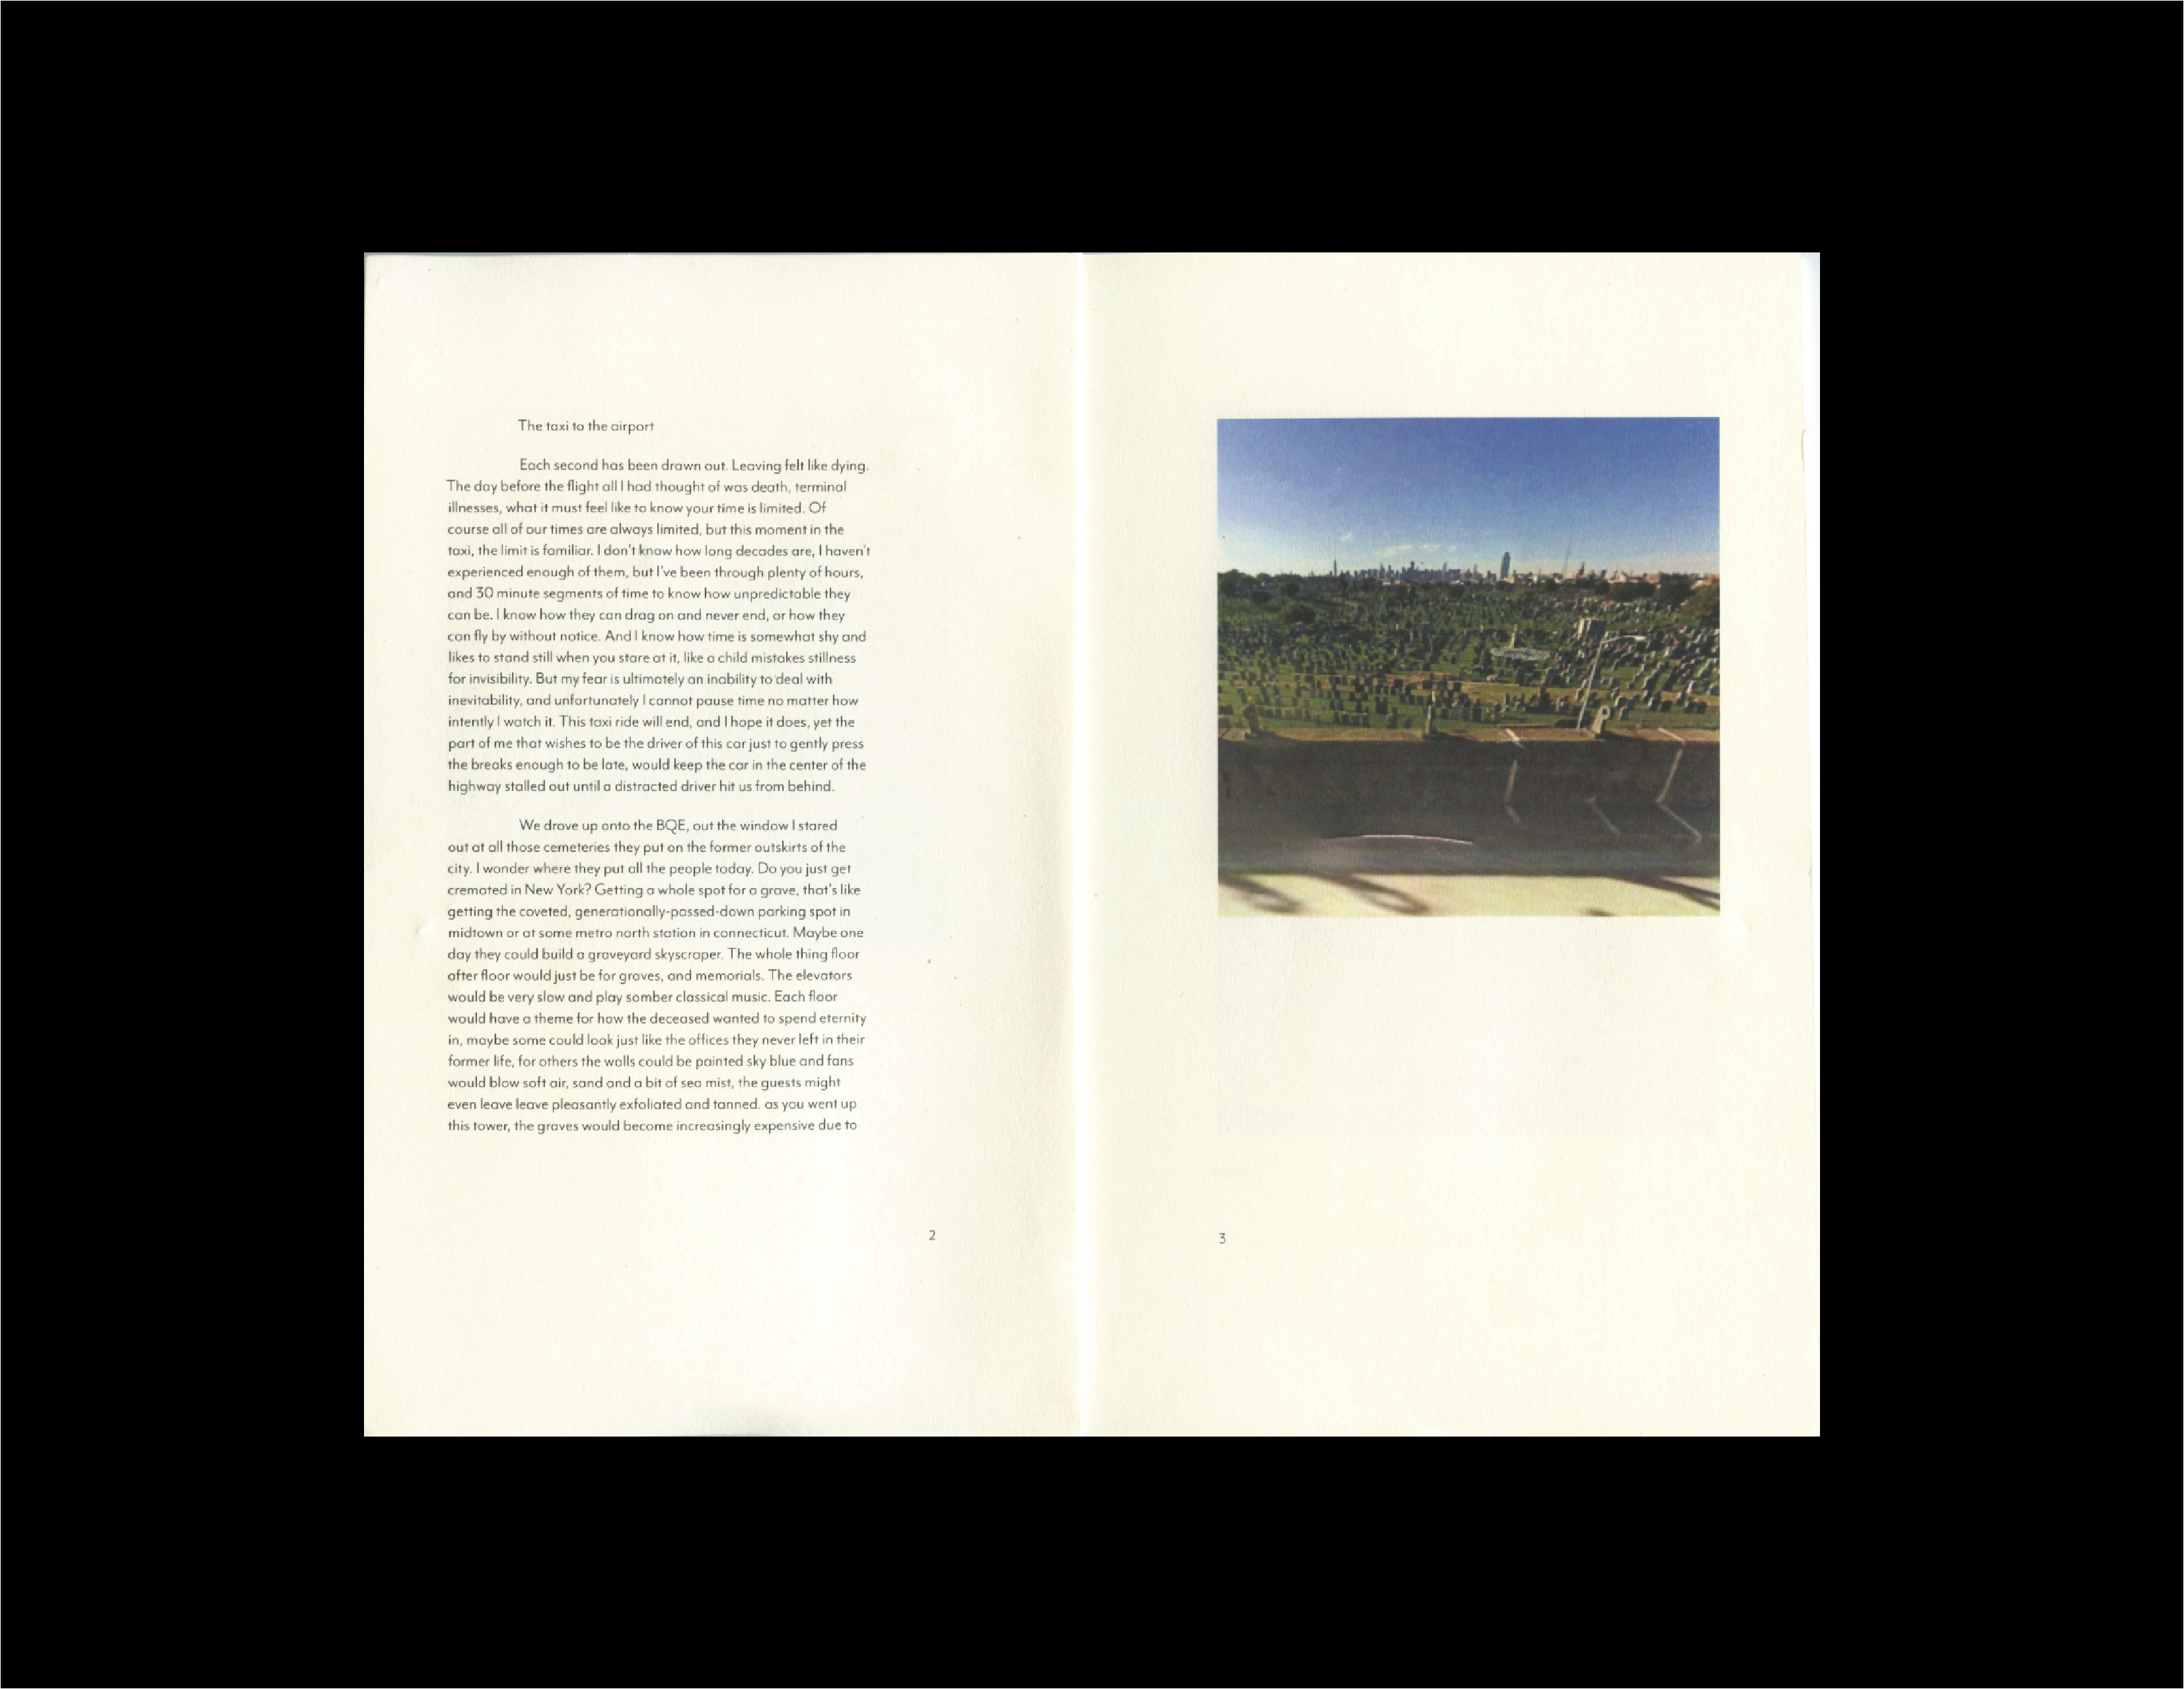 The taxi to the airport
Each second has been drawn out. Leaving felt like dying.
The day before the flight all I had thought of was death, terminal
illnesses, what it must feel like to know your time is limited. Of
course all of our times are always limited, but this moment in the
taxi, the limit is familiar. I don't know how long decades are, I haven't
experienced enough of them, but I've been through plenty of hours,
and 30 minute segments of time to know how unpredictable they
can be. I know how they can drag on and never end, or how they
can fly by without notice. And I know how time is somewhat shy and
likes to stand still when you stare at it, like a child mistakes stillness
for invisibility. But my fear is ultimately an inability to deal with
inevitability, and unfortunately I cannot pause time no matter how
intently I watch it. This taxi ride will end, and I hope it does, yet the
part of me that wishes to be the driver of this car just to gently press
the breaks enough to be late, would keep the car in the center of the
highway stalled out until a distracted driver hit us from behind.
We drove up onto the BQE, out the window I stared
out at all those cemeteries they put on the former outskirts of the
city. I wonder where they put all the people today. Do you just get
cremated in New York? Getting a whole spot for a grave, that's like
getting the coveted, generationally-passed-down parking spot in
midtown or at some metro north station in connecticut. Maybe one
day they could build a graveyard skyscraper. The whole thing floor
after floor would just be for graves, and memorials. The elevators
would be very slow and play somber classical music. Each floor
would have a theme for how the deceased wanted to spend eternity
in, maybe some could look just like the offices they never left in their
former life, for others the walls could be painted sky blue and fans
would blow soft air, sand and a bit of sea mist, the guests might
even leave leave pleasantly exfoliated and tanned. as you went up
this tower, the graves would become increasingly expensive due to
2
3